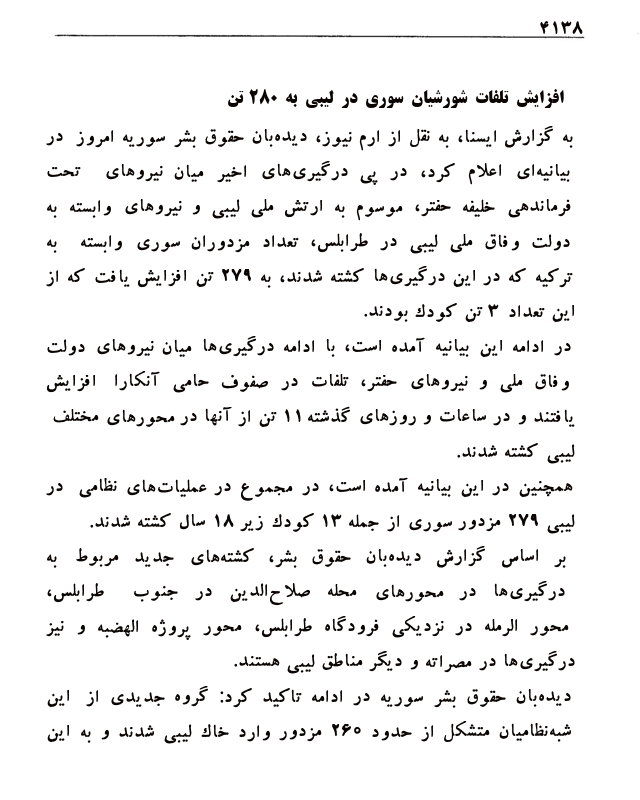 ۴۱۳۸
افزایش تلفات شورشیان سوری در لیبی به ۲۸۰ تن
به گزارش ایسنا، به نقل از ارم نیوز، دیده‌بان حقوق بشر سوریه امروز در
بیانیه‌ای اعلام کرد، در پی درگیری‌های اخیر میان نیروهای تحت
فرماندهی خلیفه حفتر، موسوم به ارتش ملی لیبی و نیروهای وابسته به
دولت وفاق ملی لیبی در طرابلس، تعداد مزدوران سوری وابسته به
ترکیه که در این درگیری‌ها کشته شدند، به ۲۷۹ تن افزایش یافت که از
این تعداد ۳ تن کودك بودند.
در ادامه این بیانیه آمده است، با ادامه درگیری‌ها میان نیروهای دولت
وفاق ملی و نیروهای حفتر، تلفات در صفوف حامی آنکارا افزایش
یافتند و در ساعات و روزهای گذشته ۱۱ تن از آنها در محورهای مختلف
لیبی کشته شدند.
همچنین در این بیانیه آمده است، در مجموع در عملیات‌های نظامی در
لیبی ۲۷۹ مزدور سوری از جمله ۱۳ کودك زیر ۱۸ سال کشته شدند.
بر اساس گزارش دیده‌بان حقوق بشر، کشته‌های جدید مربوط به
درگیری‌ها در محورهای محله صلاح‌الدین در جنوب طرابلس،
محور الرمله در نزدیکی فرودگاه طرابلس، محور پروژه الهضبه و نیز
درگیری‌ها در مصراته و دیگر مناطق لیبی هستند.
دیده‌بان حقوق بشر سوریه در ادامه تاکید کرد: گروه جدیدی از این
شبه‌نظامیان متشکل از حدود ۲۶۰ مزدور وارد خاك لیبی شدند و به این